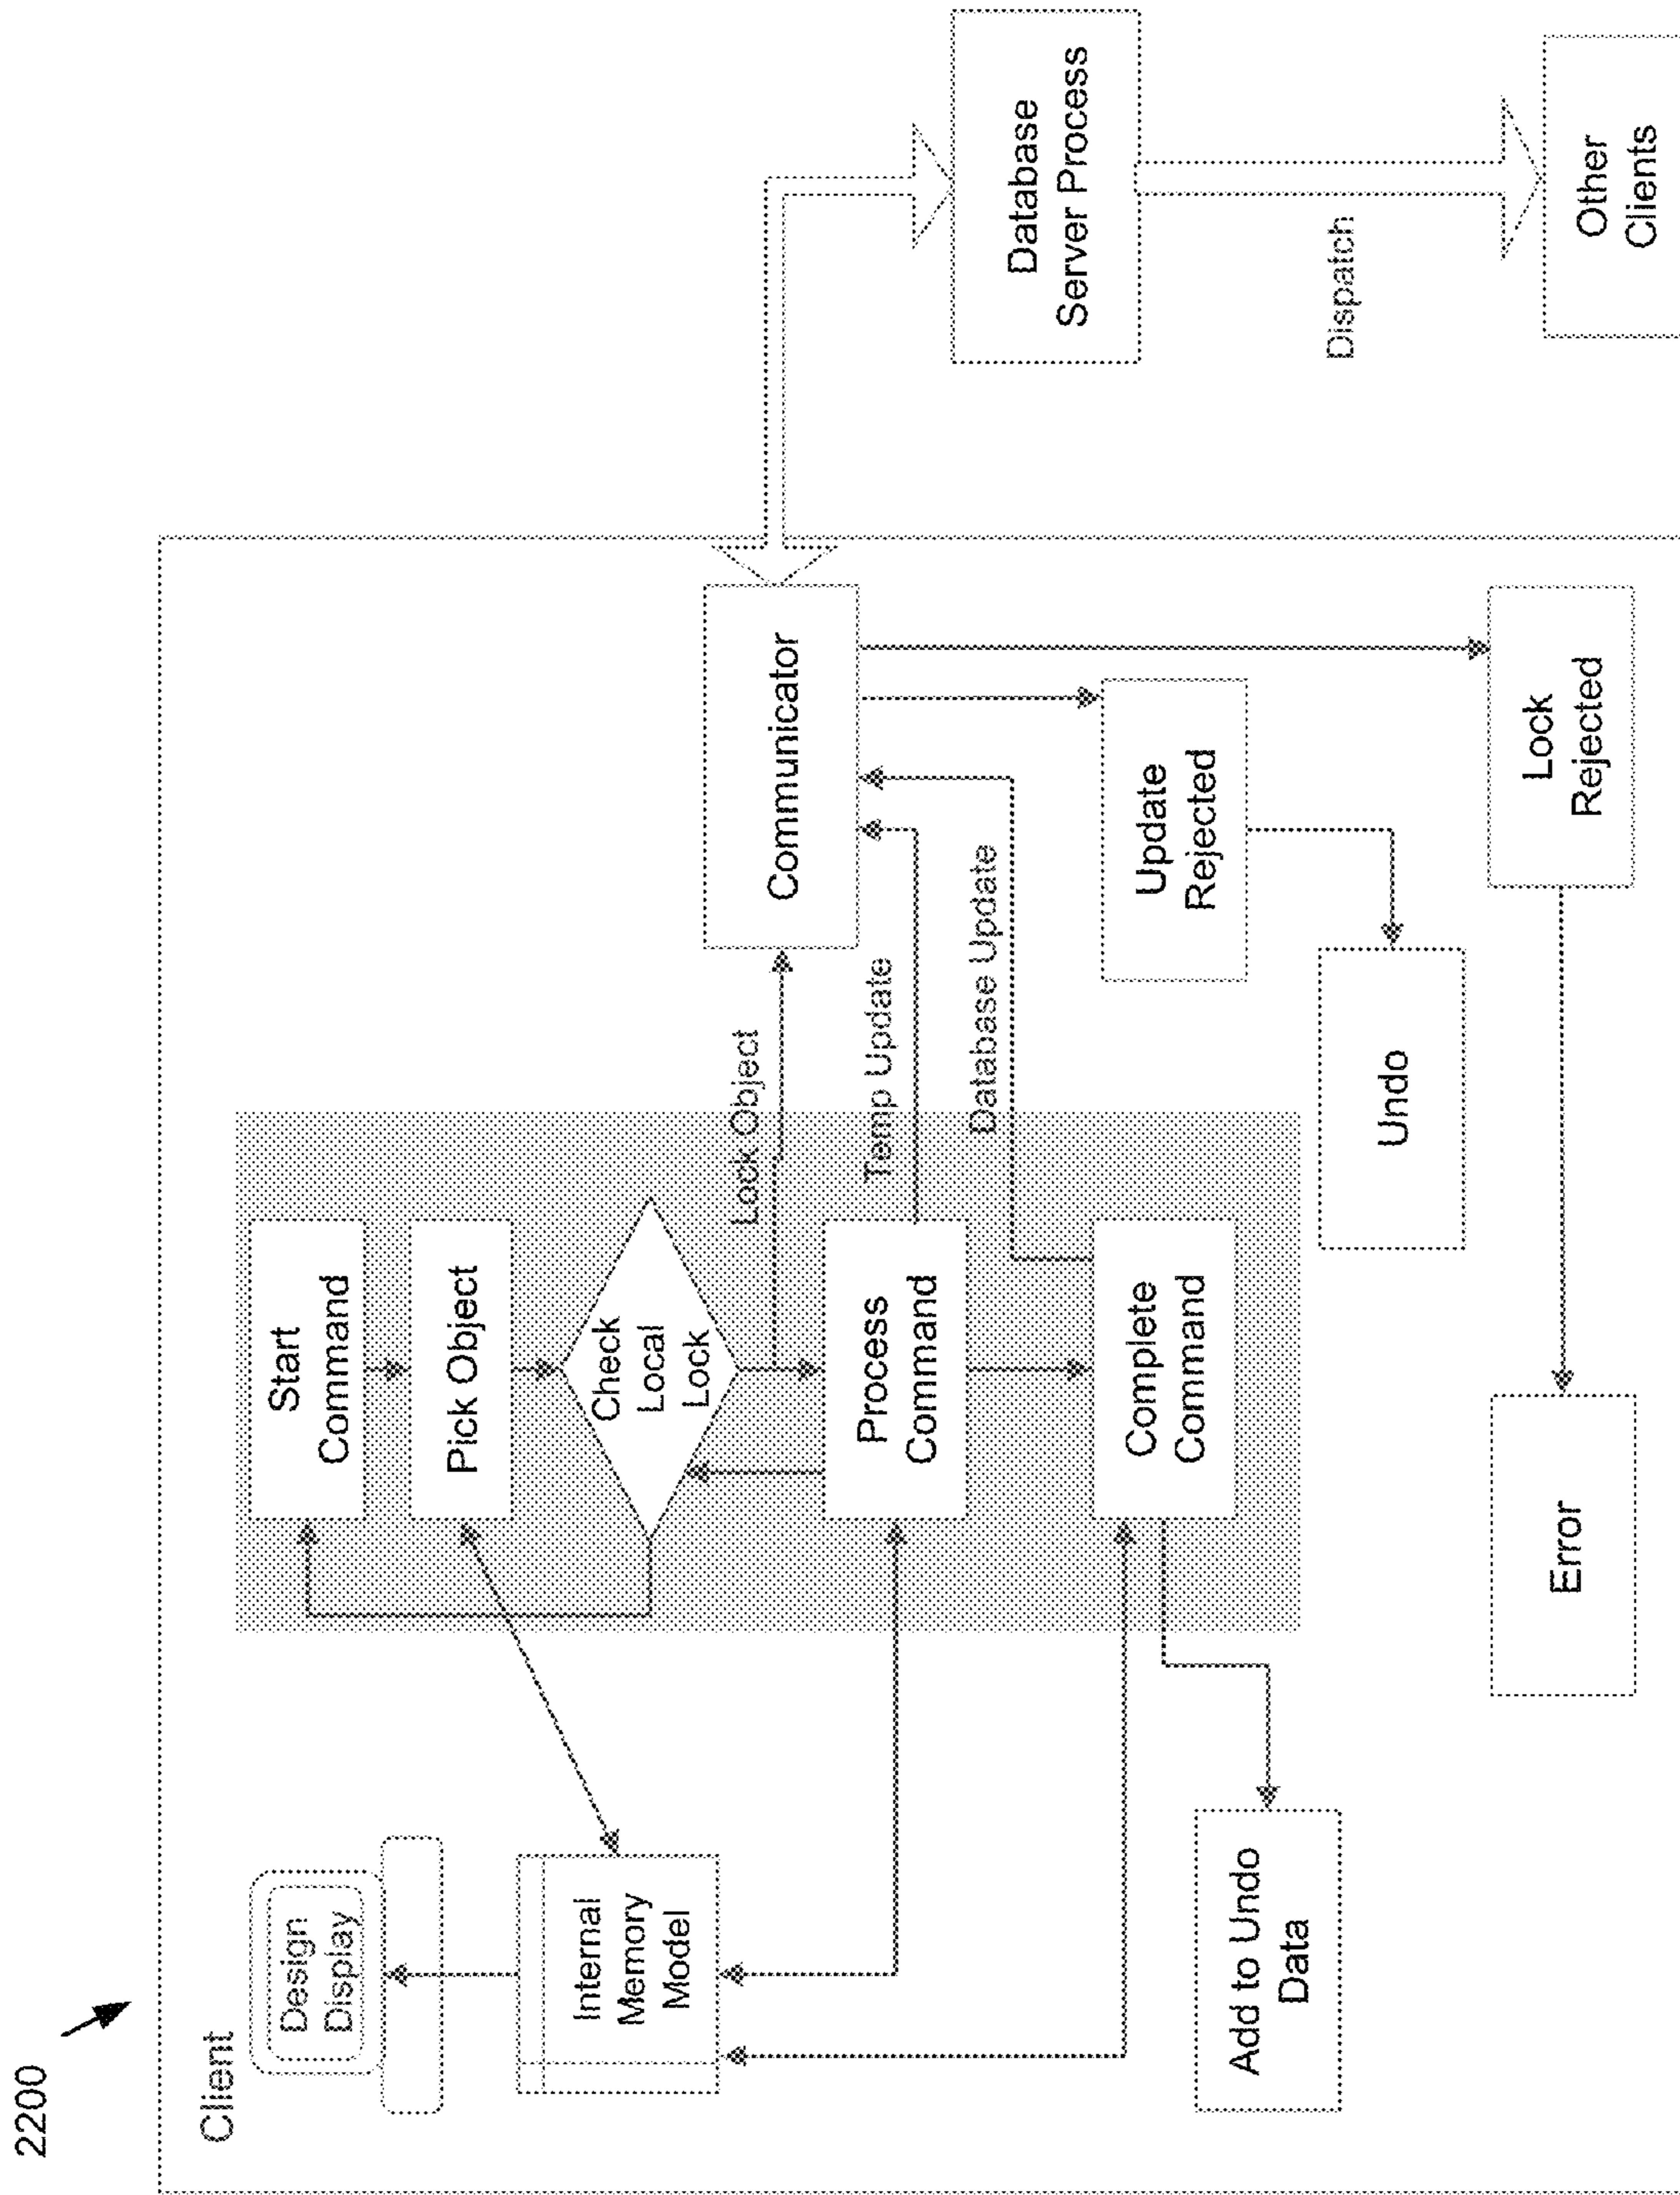 2200
Client
Design
Display
Internal
Memory
Model
Add to Undo
Data
Start
Command
Pick Object
Check
Local
Lock
Process
Command
Complete
Command
Lock Object
Temp Update
Database Update
Communicator
Update
Rejected
Undo
Lock
Rejected
Error
Database
Server Process
Dispatch
Other
Clients